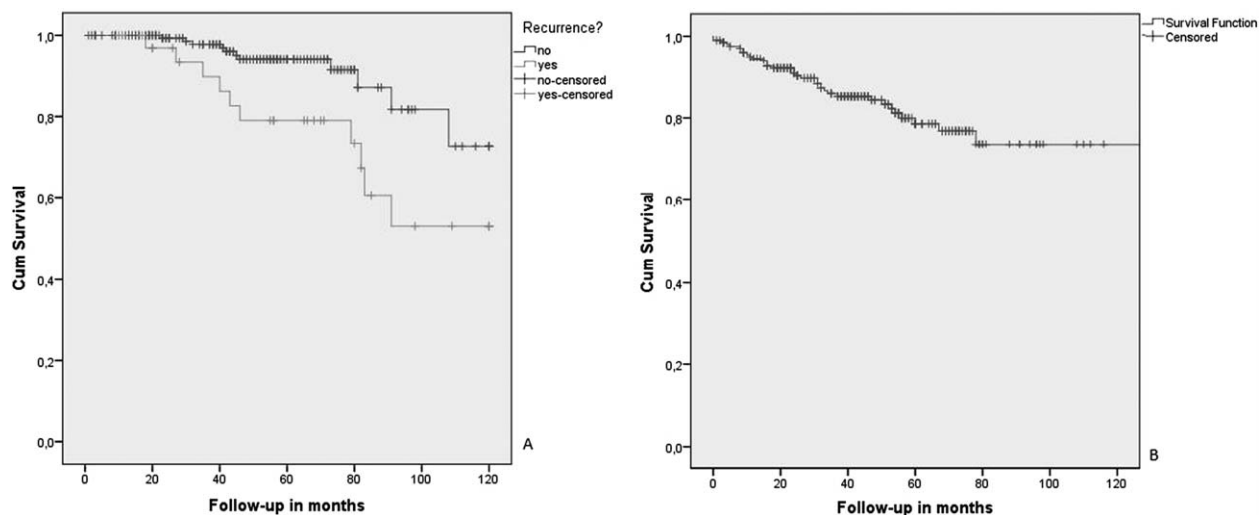 Recurrence?
no
yes
no-censored
yes-censored
Cum Survival
1,0
0,8
0,6
0,4
0,2
0,0
0 20 40 60 80 100 120
Follow-up in months
A
Survival Function
Censored
Cum Survival
1,0
0,8
0,6
0,4
0,2
0,0
0 20 40 60 80 100 120
Follow-up in months
B